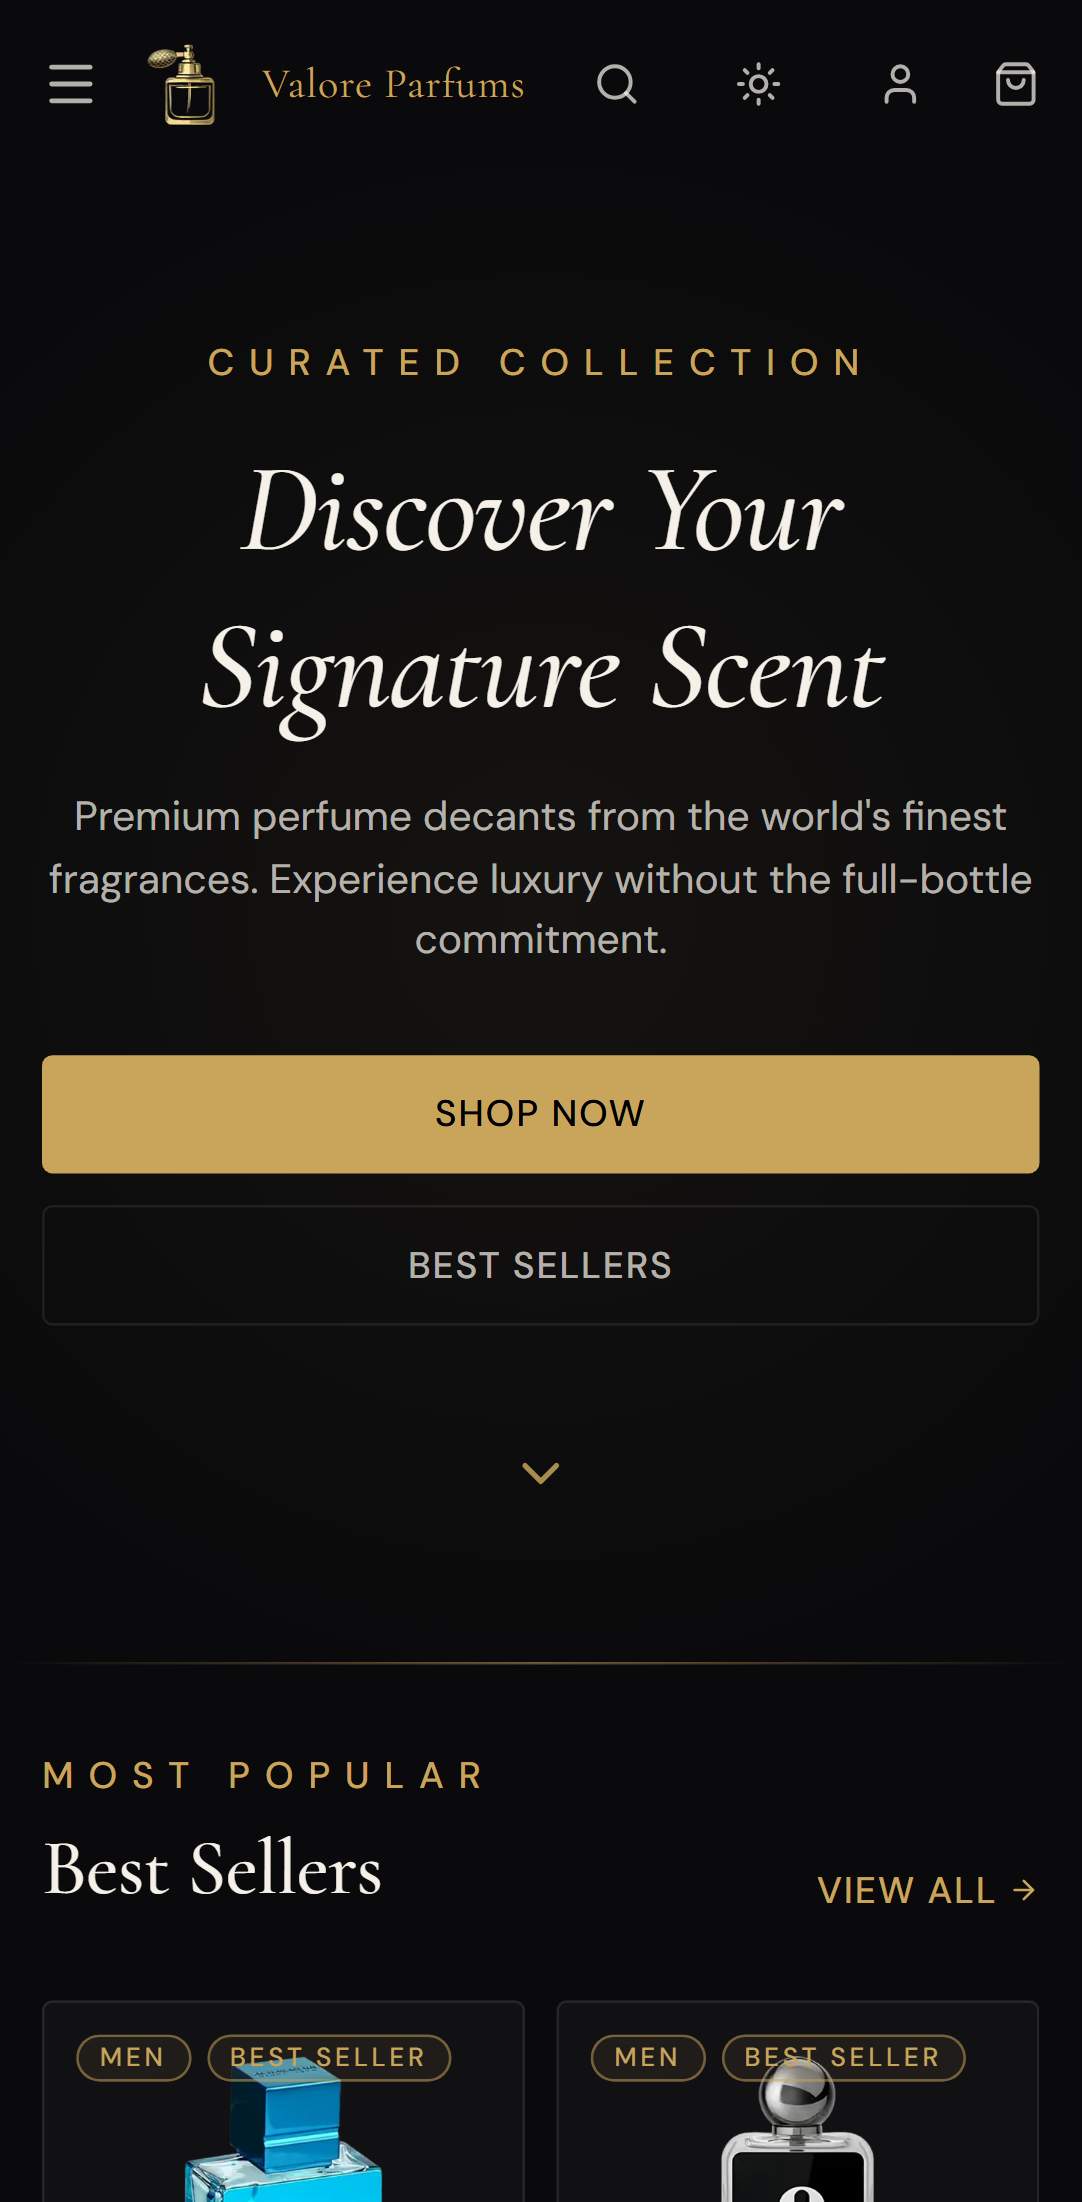 Valore Parfums
CURATED COLLECTION
Discover Your
Signature Scent
Premium perfume decants from the world's finest
fragrances. Experience luxury without the full-bottle
commitment.
SHOP NOW
BEST SELLERS
MOST POPULAR
Best Sellers
VIEW ALL →
MEN BEST SELLER
MEN BEST SELLER